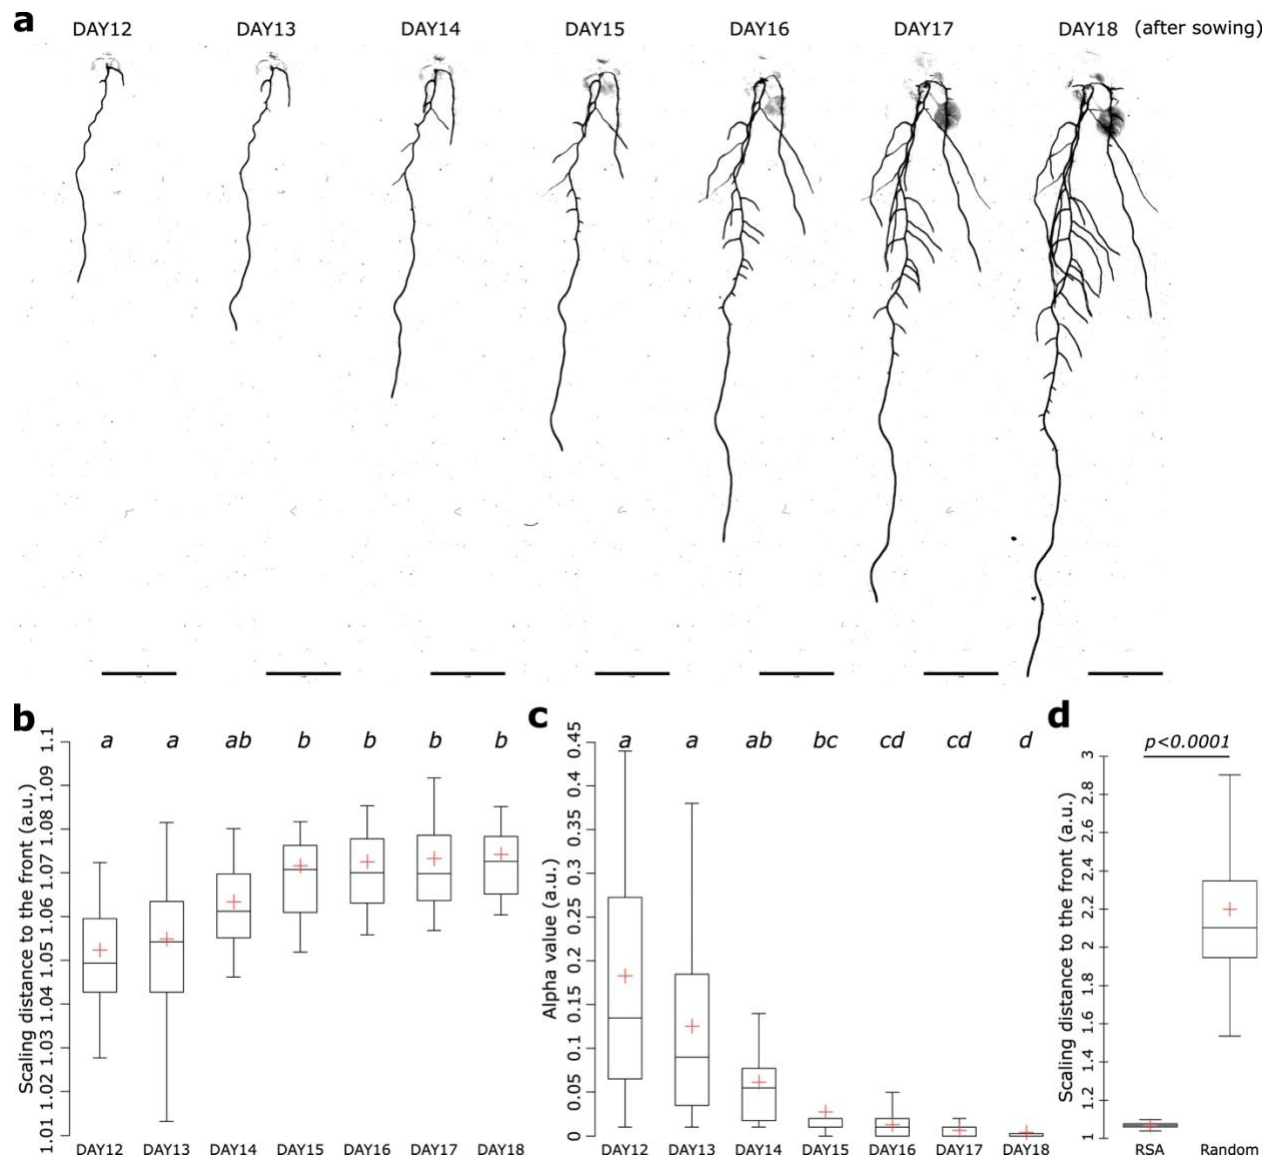 a
DAY12 DAY13 DAY14 DAY15 DAY16 DAY17 DAY18 (after sowing)
b
Scaling distance to the front (a.u.)
1.1
1.09
1.08
1.07
1.06
1.05
1.04
1.03
1.02
1.01
a a ab b b b b
DAY12 DAY13 DAY14 DAY15 DAY16 DAY17 DAY18
c
Alpha value (a.u.)
0.45
0.4
0.35
0.3
0.25
0.2
0.15
0.1
0.05
0
a a ab bc cd cd d
DAY12 DAY13 DAY14 DAY15 DAY16 DAY17 DAY18
d
Scaling distance to the front (a.u.)
3
2.8
2.6
2.4
2.2
2
1.8
1.6
1.4
1.2
1
p<0.0001
RSA Random